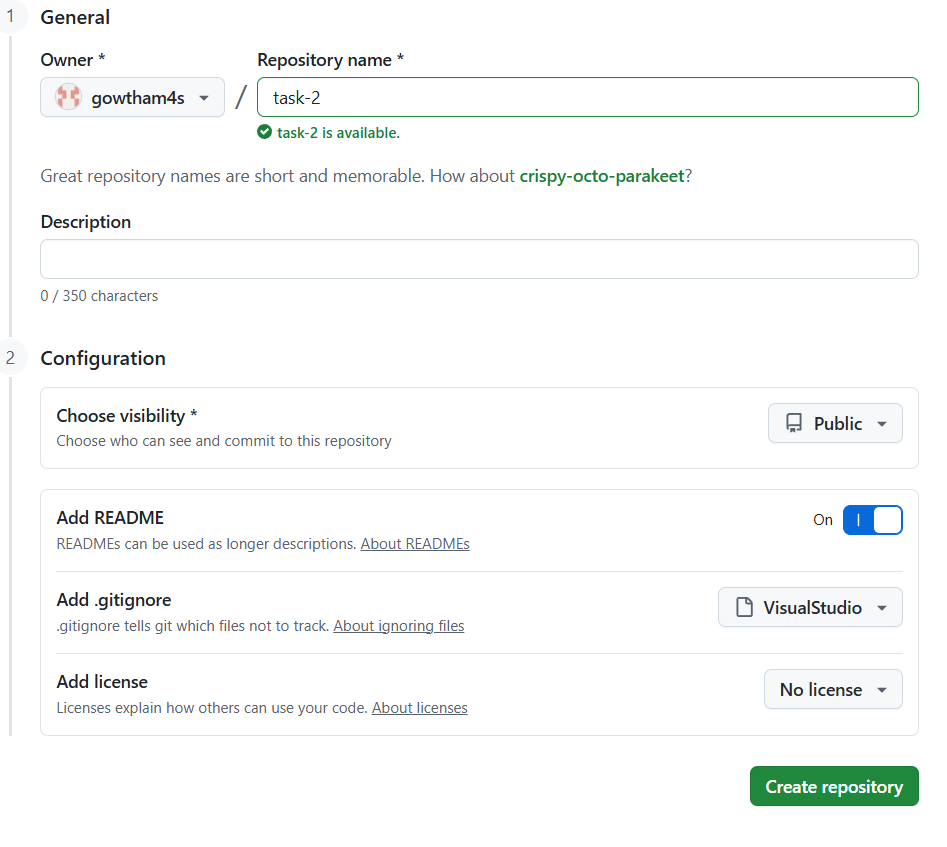 1
General
Owner *
Repository name *
gowtham4s
/
task-2
task-2 is available.
Great repository names are short and memorable. How about crispy-octo-parakeet?
Description
0 / 350 characters
2
Configuration
Choose visibility *
Choose who can see and commit to this repository
Public
Add README
READMEs can be used as longer descriptions. About READMEs
On
Add .gitignore
.gitignore tells git which files not to track. About ignoring files
VisualStudio
Add license
Licenses explain how others can use your code. About licenses
No license
Create repository